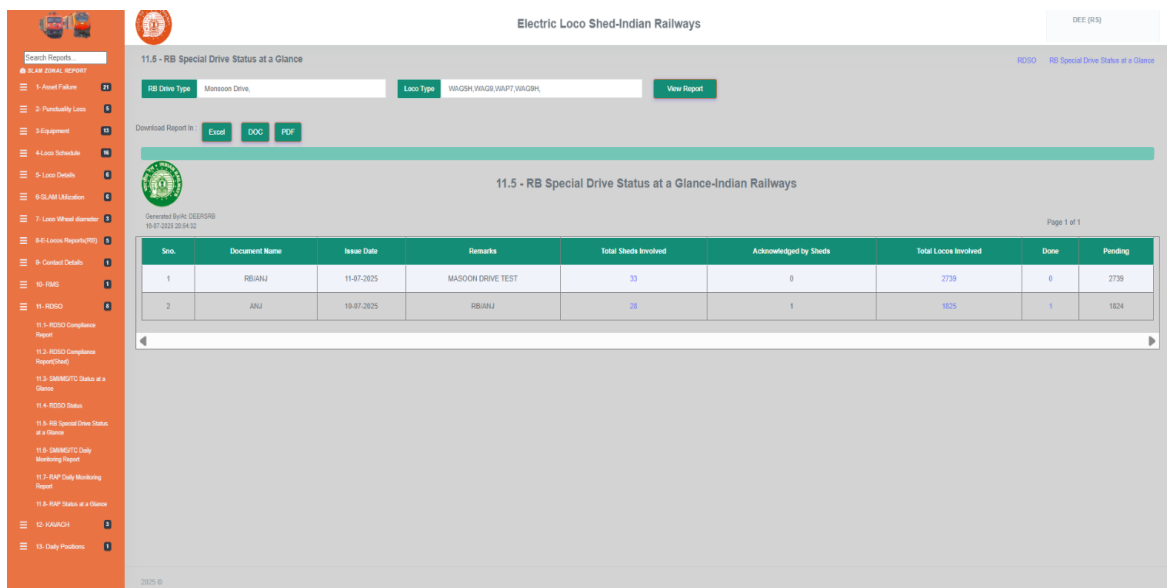 Electric Loco Shed-Indian Railways
DEE (RS)
Search Reports..
SLAM ZONAL REPORT
1- Asset Failure 21
2- Punctuality Loss 6
3-Equipment 13
4-Loco Schedule 16
5- Loco Details 6
6-SLAM Utilization 6
7- Loco Wheel diameter 5
8-E-Locos Reports(RB) 5
9- Contact Details 1
10- RMS 1
11- RDSO 8
11.1- RDSO Compliance
Report
11.2- RDSO Compliance
Report(Shed)
11.3- SMI/MS/TC Status at a
Glance
11.4- RDSO Status
11.5- RB Special Drive Status
at a Glance
11.6- SMI/MS/TC Daily
Monitoring Report
11.7- RAP Daily Monitoring
Report
11.8- RAP Status at a Glance
12- KAVACH 3
13- Daily Positions 1
11.5 - RB Special Drive Status at a Glance
RDSO RB Special Drive Status at a Glance
RB Drive Type Monsoon Drive, Loco Type WAG5H,WAG9,WAP7,WAG9H, View Report
Download Report In : Excel DOC PDF
11.5 - RB Special Drive Status at a Glance-Indian Railways
Generated By/At: DEERSRB
10-07-2025 20:54:32
Page 1 of 1
Sno. Document Name Issue Date Remarks Total Sheds Involved Acknowledged by Sheds Total Locos Involved Done Pending
1 RB/ANJ 11-07-2025 MASOON DRIVE TEST 33 0 2739 0 2739
2 ANJ 10-07-2025 RB/ANJ 28 1 1825 1 1824
2025 ©